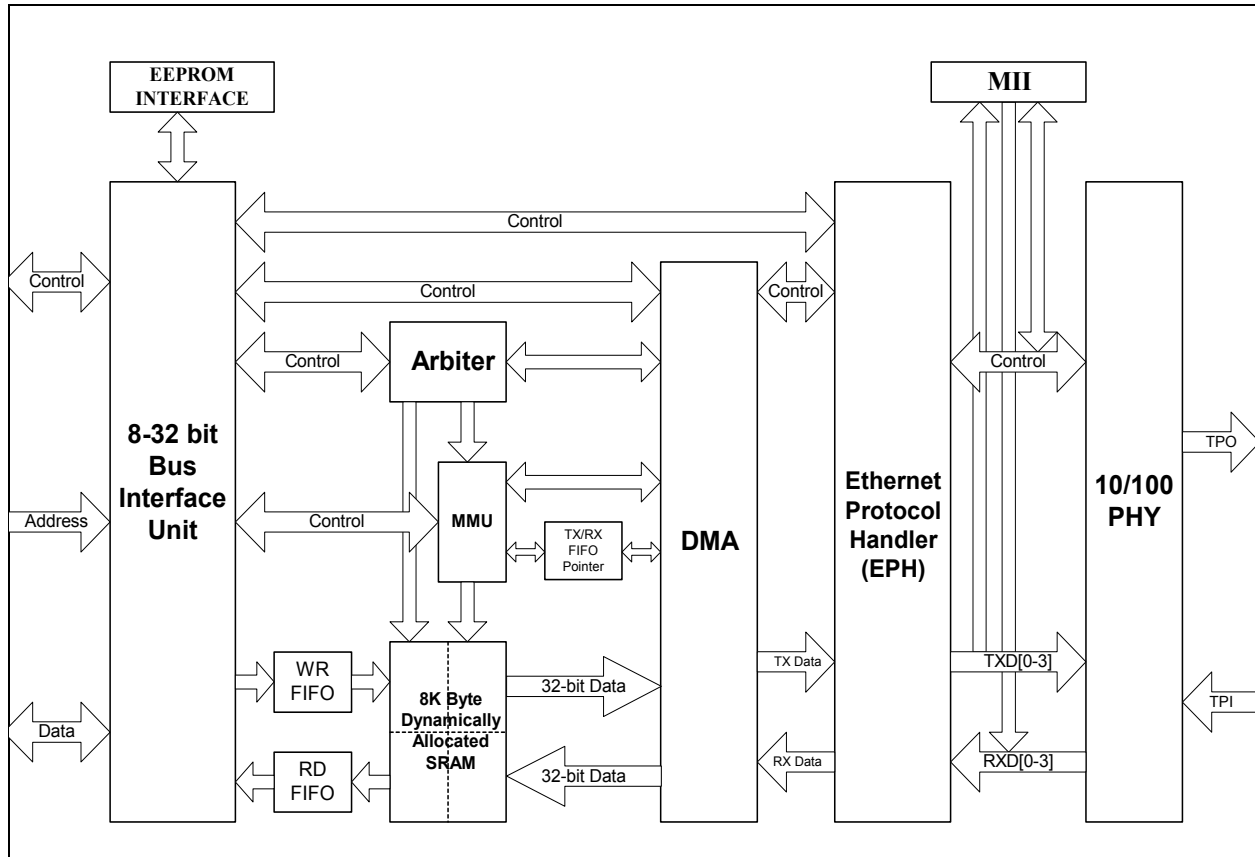 EEPROM
INTERFACE
MII
Control
Control
Control
Control
Control
Arbiter
Control
8-32 bit
Bus
Interface
Unit
TPO
MMU
Ethernet
Protocol
Handler
(EPH)
10/100
PHY
Address
Control
TX/RX
FIFO
Pointer
DMA
WR
FIFO
32-bit Data
TX Data
TXD[0-3]
8K Byte
Dynamically
Allocated
SRAM
TPI
Data
RD
FIFO
32-bit Data
RX Data
RXD[0-3]